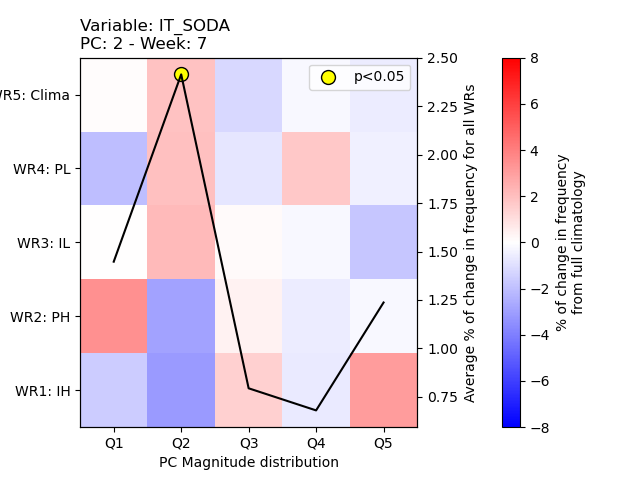 Variable: IT_SODA
PC: 2 - Week: 7
p<0.05
WR5: Clima
WR4: PL
WR3: IL
WR2: PH
WR1: IH
Q1 Q2 Q3 Q4 Q5
PC Magnitude distribution
2.50
2.25
2.00
1.75
1.50
1.25
1.00
0.75
Average % of change in frequency for all WRs
8
6
4
2
0
−2
−4
−6
−8
% of change in frequency
from full climatology